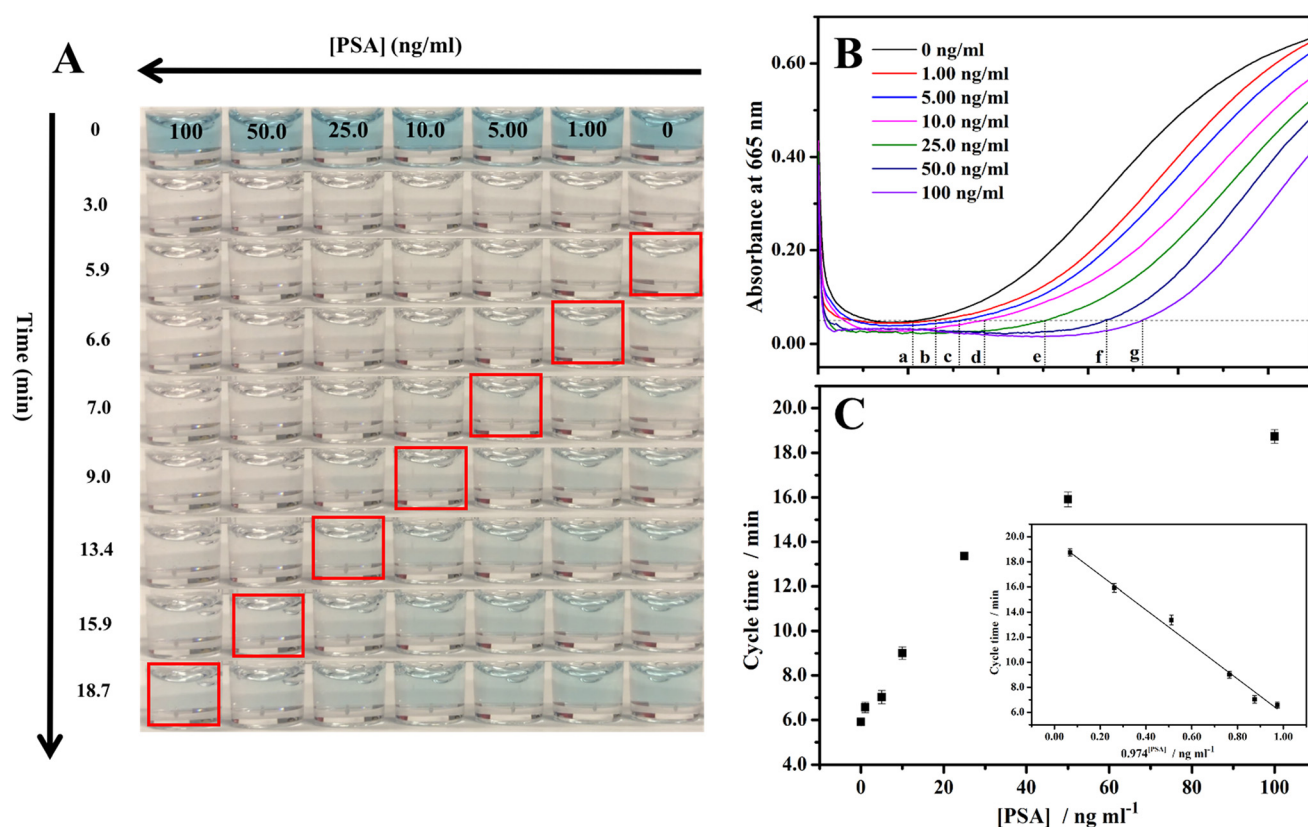 A
[PSA] (ng/ml)
Time (min)
0
100 50.0 25.0 10.0 5.00 1.00 0
3.0
5.9
6.6
7.0
9.0
13.4
15.9
18.7
B
Absorbance at 665 nm
0.60
0.40
0.20
0.00
0 ng/ml
1.00 ng/ml
5.00 ng/ml
10.0 ng/ml
25.0 ng/ml
50.0 ng/ml
100 ng/ml
a b c d e f g
C
Cycle time / min
20.0
18.0
16.0
14.0
12.0
10.0
8.0
6.0
4.0
0 20 40 60 80 100
[PSA] / ng ml⁻¹
Cycle time / min
20.0
18.0
16.0
14.0
12.0
10.0
8.0
6.0
0.00 0.20 0.40 0.60 0.80 1.00
0.974[PSA] / ng ml⁻¹